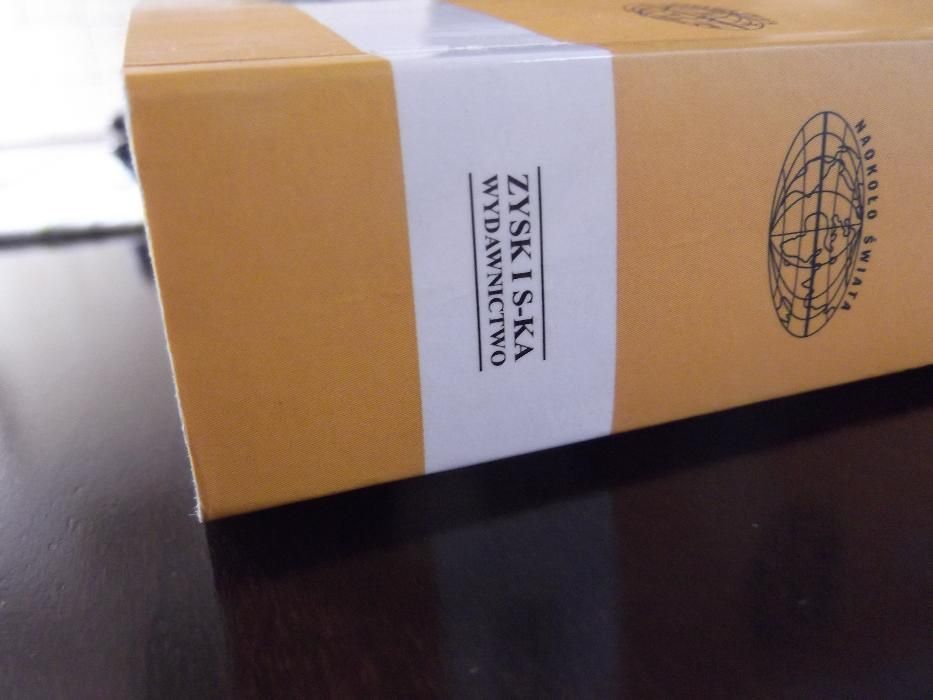 ZYSK I S-KA
WYDAWNICTWO
NAOKOŁO ŚWIATA